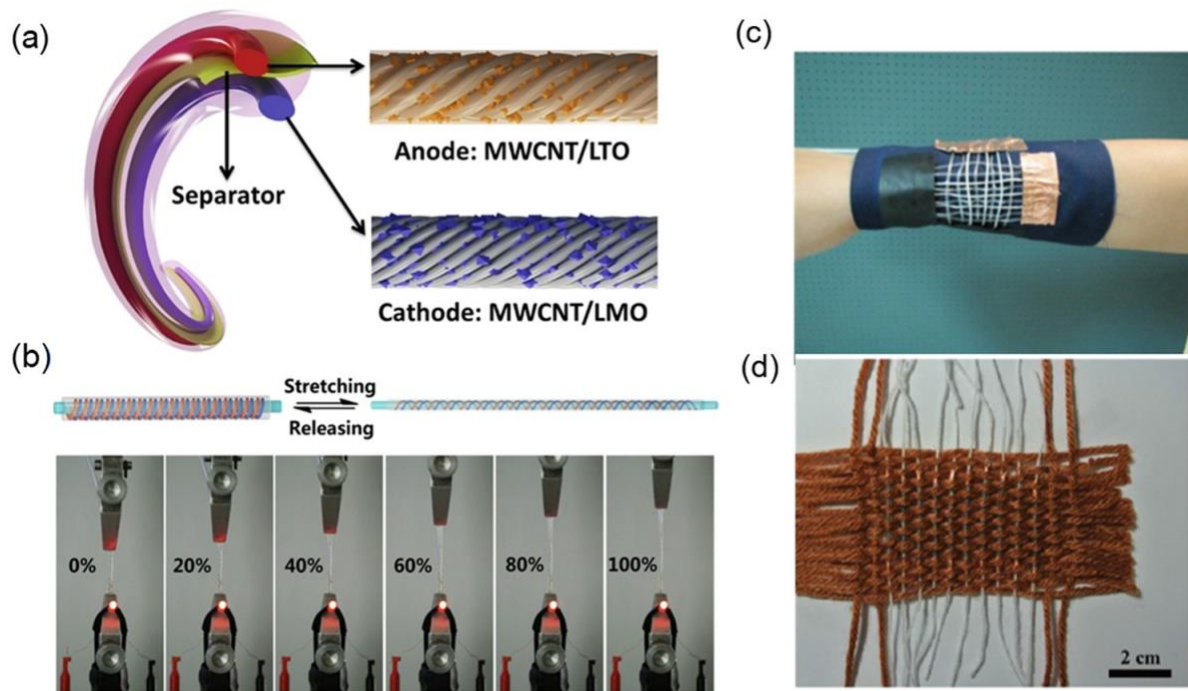 (a)
Anode: MWCNT/LTO
Separator
Cathode: MWCNT/LMO
(b)
Stretching
Releasing
0%
20%
40%
60%
80%
100%
(c)
(d)
2 cm